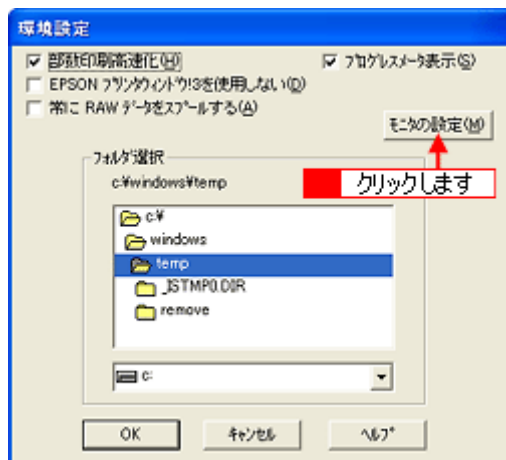 環境設定
部数印刷高速化(H)
プログレスメータ表示(S)
EPSON プリンタウィンドウ!3を使用しない(D)
常に RAW データをスプールする(A)
モニタの設定(M)
クリックします
フォルダ選択
c:¥windows¥temp
c:¥
windows
temp
_ISTMP0.DIR
remove
c:
OK
キャンセル
ヘルプ